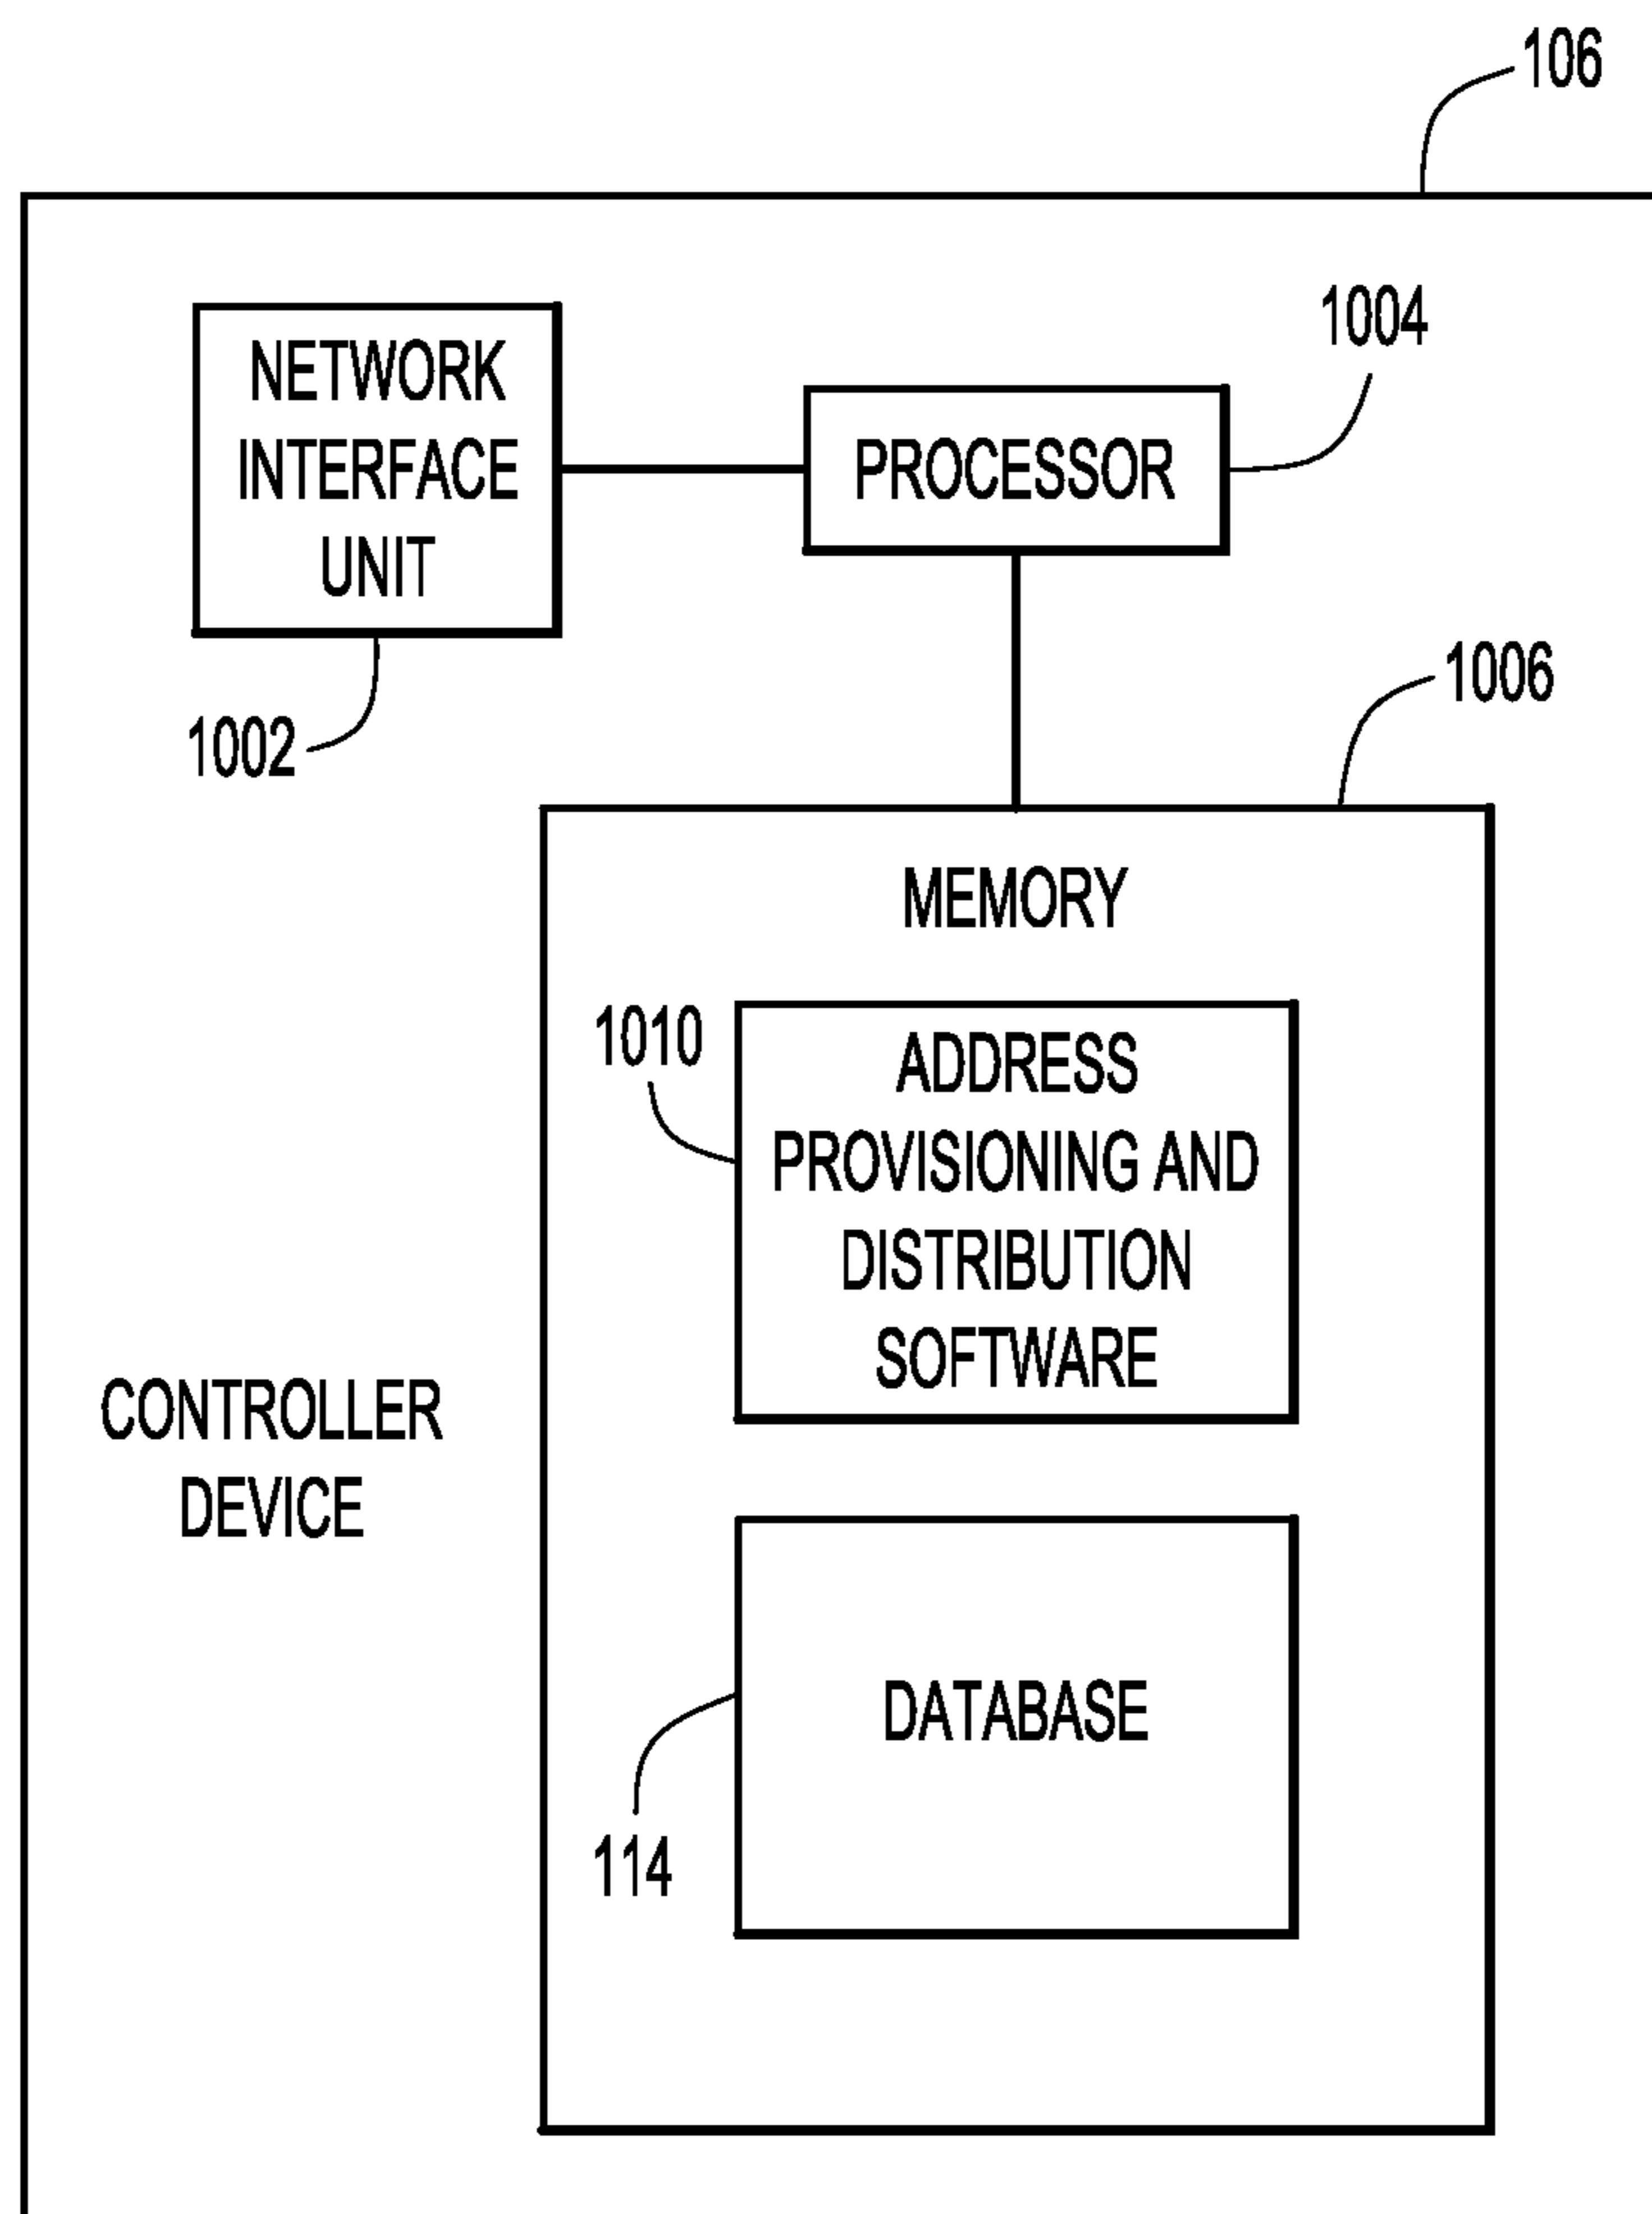 106
NETWORK
INTERFACE
UNIT
1004
PROCESSOR
1002
1006
MEMORY
1010
ADDRESS
PROVISIONING AND
DISTRIBUTION
SOFTWARE
CONTROLLER
DEVICE
DATABASE
114